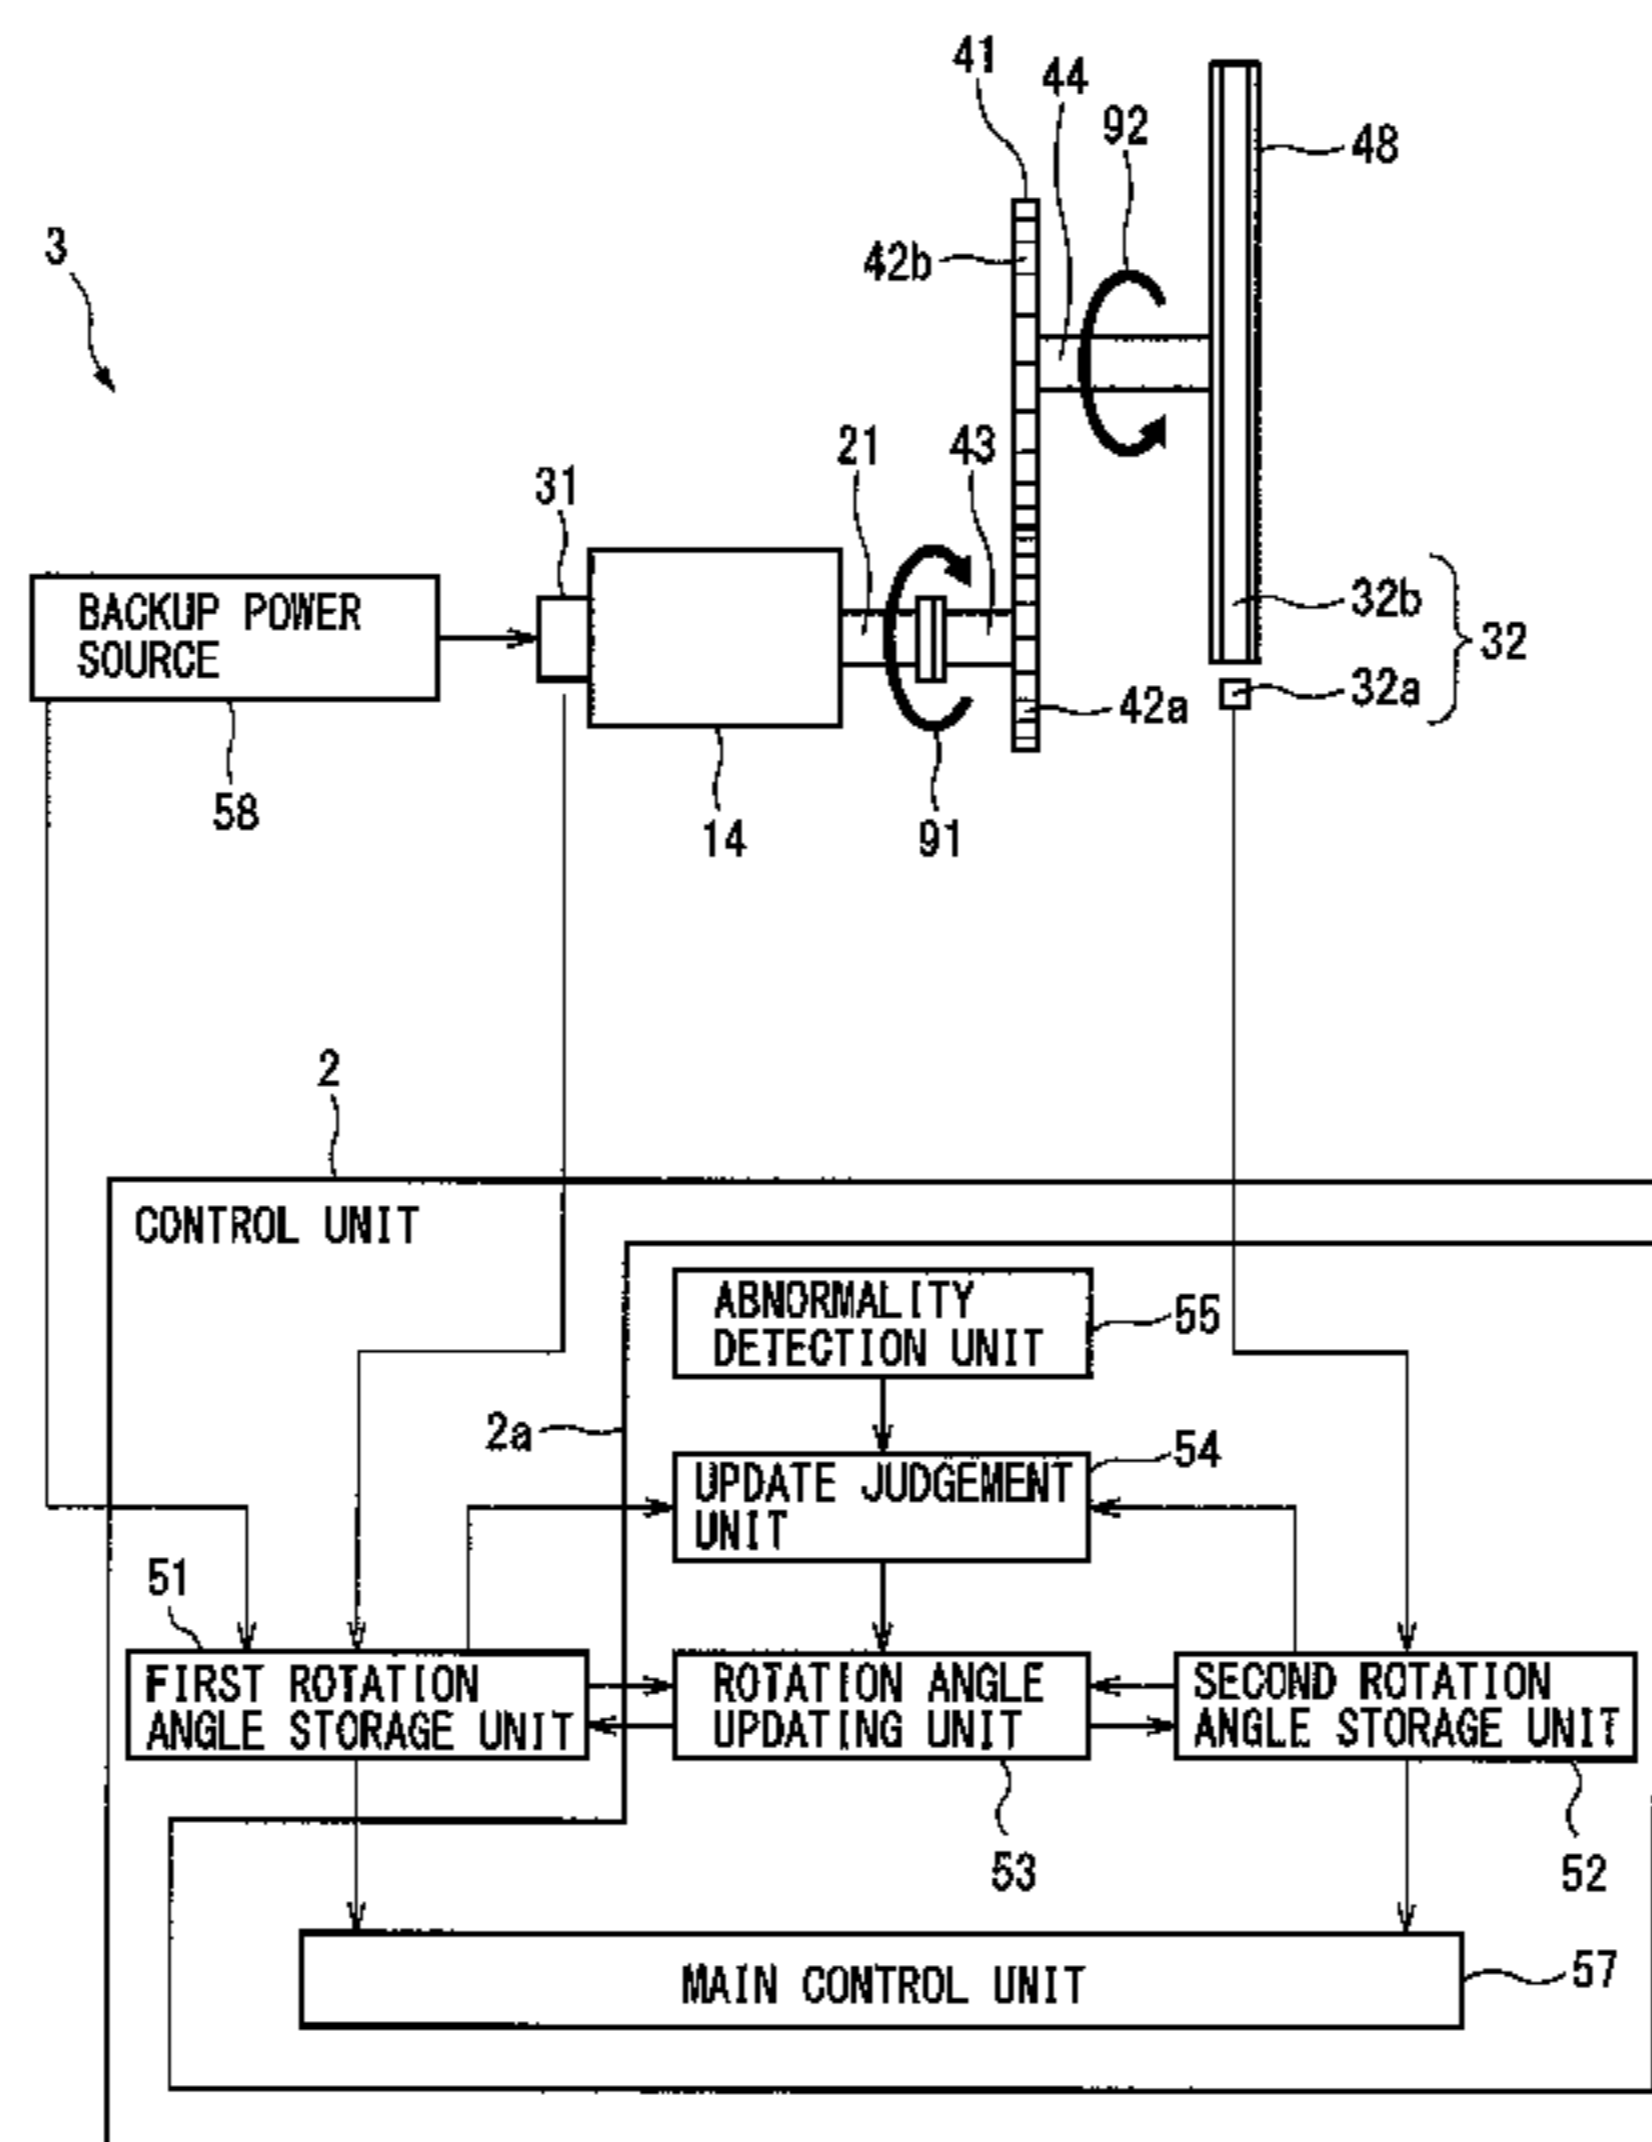 41
44
92
48
3
42b
21
43
31
BACKUP POWER
SOURCE
32b
32
32a
42a
58
14
91
2
CONTROL UNIT
ABNORMALITY
DETECTION UNIT
55
2a
54
UPDATE JUDGEMENT
UNIT
51
FIRST ROTATION
ANGLE STORAGE UNIT
ROTATION ANGLE
UPDATING UNIT
SECOND ROTATION
ANGLE STORAGE UNIT
53
52
MAIN CONTROL UNIT
57